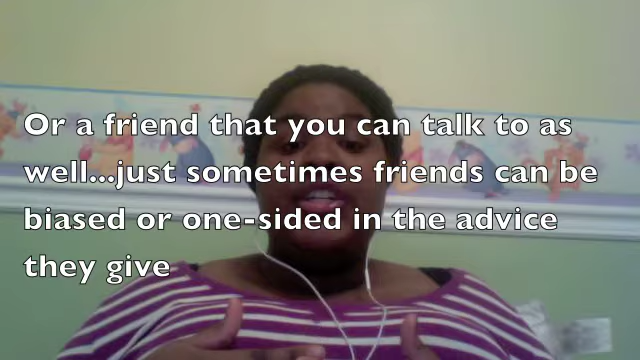 Or a friend that you can talk to as
well...just sometimes friends can be
biased or one-sided in the advice
they give